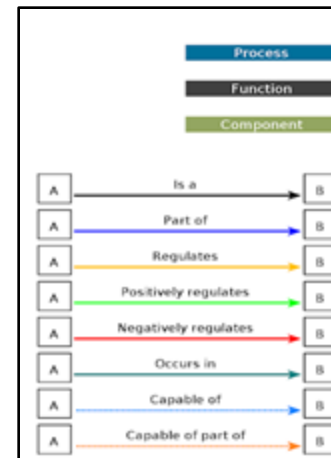 Process
Function
Component
A Is a B
A Part of B
A Regulates B
A Positively regulates B
A Negatively regulates B
A Occurs in B
A Capable of B
A Capable of part of B